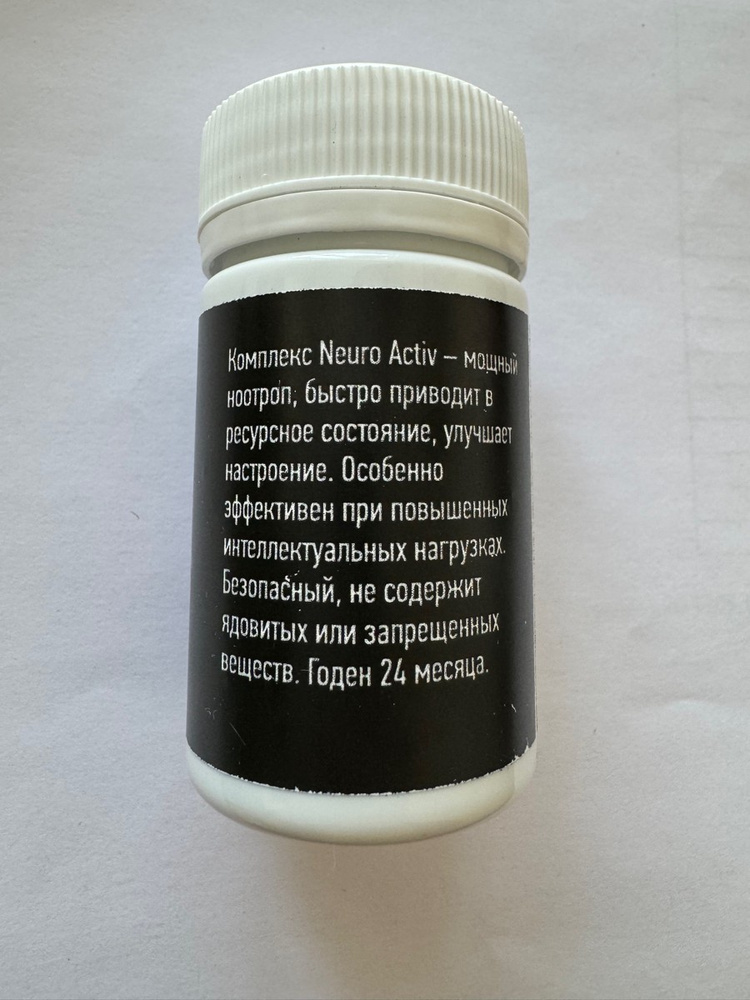 Комплекс Neuro Activ – мощный
ноотроп, быстро приводит в
ресурсное состояние, улучшает
настроение. Особенно
эффективен при повышенных
интеллектуальных нагрузках.
Безопасный, не содержит
ядовитых или запрещенных
веществ. Годен 24 месяца.